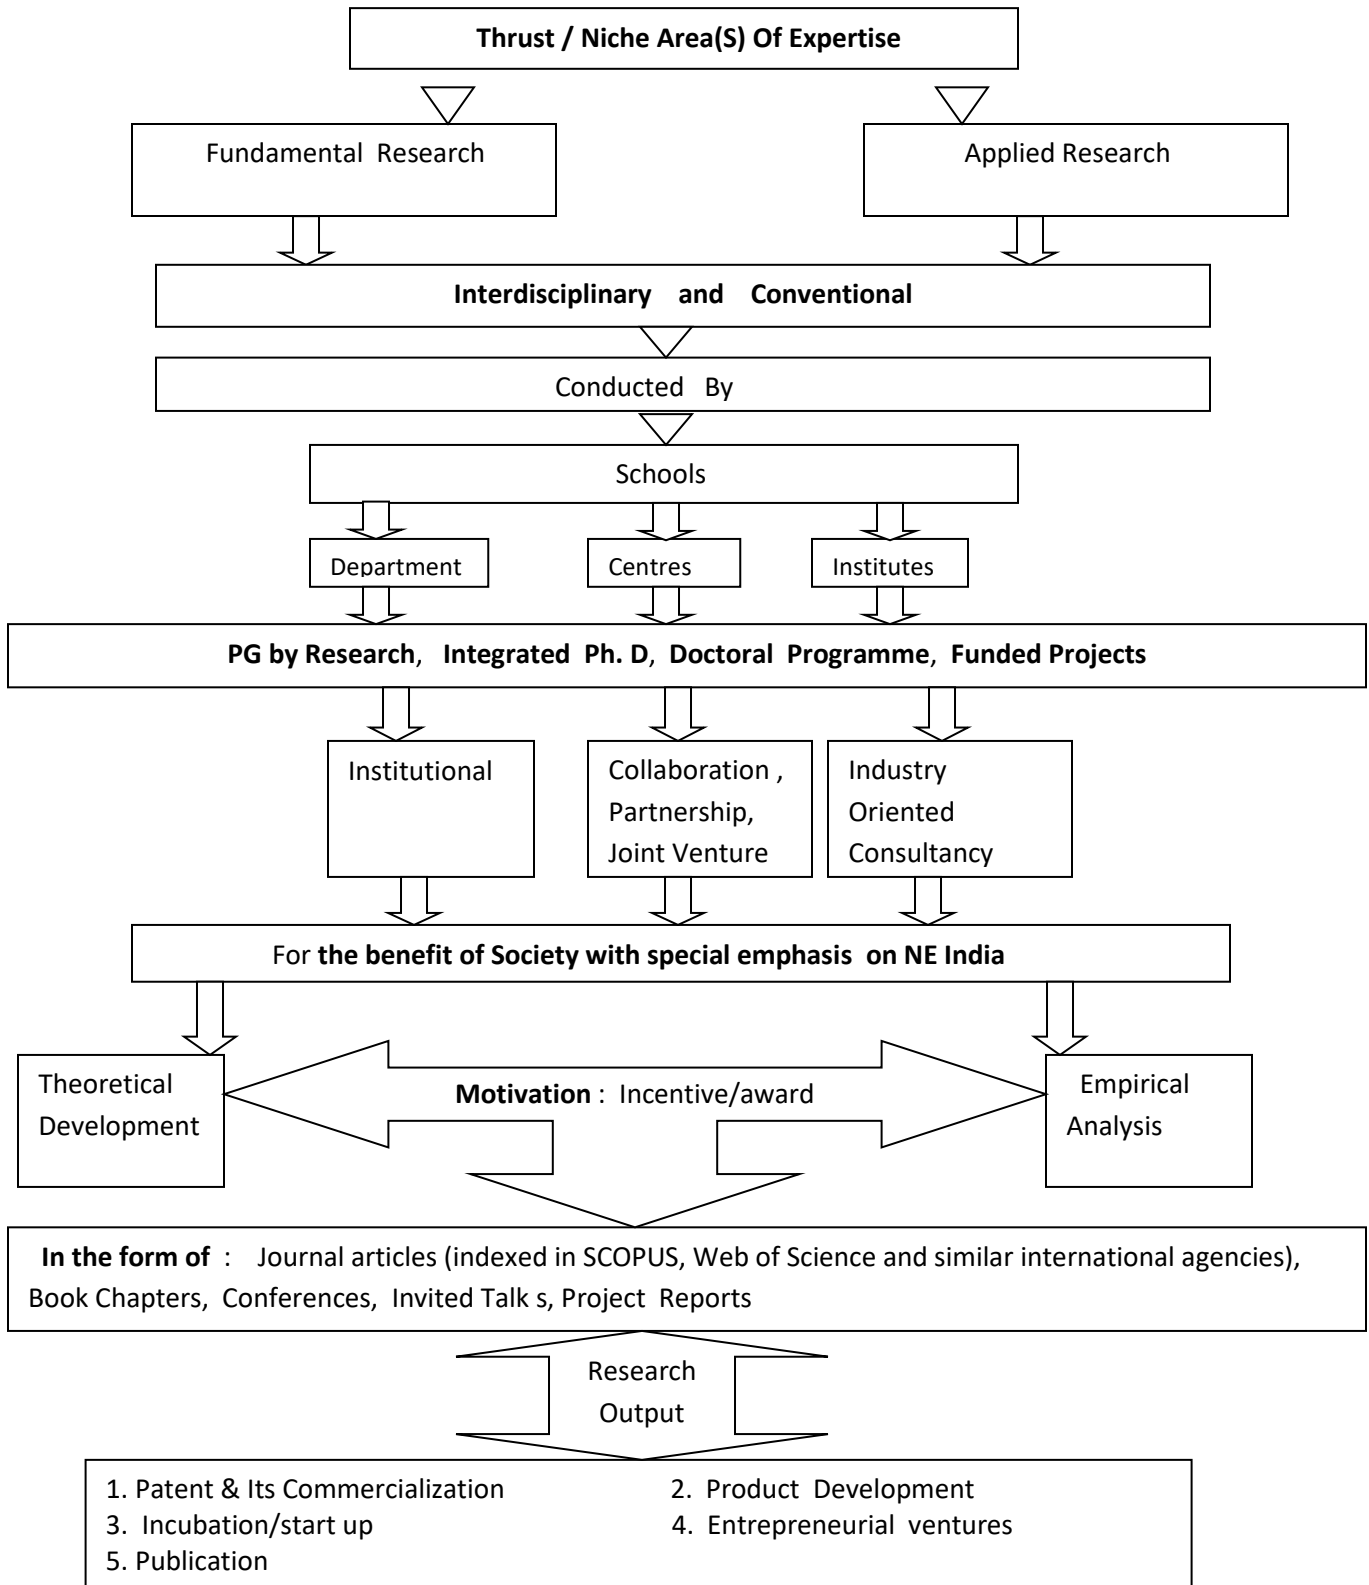 Thrust / Niche Area(S) Of Expertise
Fundamental Research
Applied Research
Interdisciplinary and Conventional
Conducted By
Schools
Department
Centres
Institutes
PG by Research, Integrated Ph. D, Doctoral Programme, Funded Projects
Institutional
Collaboration ,
Partnership,
Joint Venture
Industry
Oriented
Consultancy
For the benefit of Society with special emphasis on NE India
Theoretical
Development
Motivation : Incentive/award
Empirical
Analysis
In the form of : Journal articles (indexed in SCOPUS, Web of Science and similar international agencies),
Book Chapters, Conferences, Invited Talk s, Project Reports
Research
Output
1. Patent & Its Commercialization 2. Product Development
3. Incubation/start up 4. Entrepreneurial ventures
5. Publication